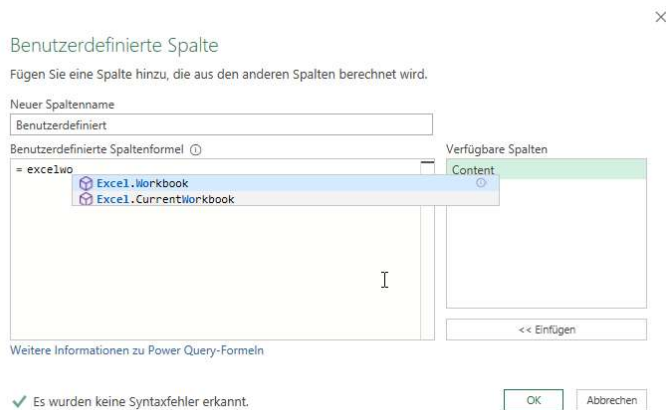 Benutzerdefinierte Spalte
Fügen Sie eine Spalte hinzu, die aus den anderen Spalten berechnet wird.
Neuer Spaltenname
Benutzerdefiniert
Benutzerdefinierte Spaltenformel
= excelwo
Excel.Workbook
Excel.CurrentWorkbook
Verfügbare Spalten
Content
<< Einfügen
Weitere Informationen zu Power Query-Formeln
Es wurden keine Syntaxfehler erkannt.
OK
Abbrechen